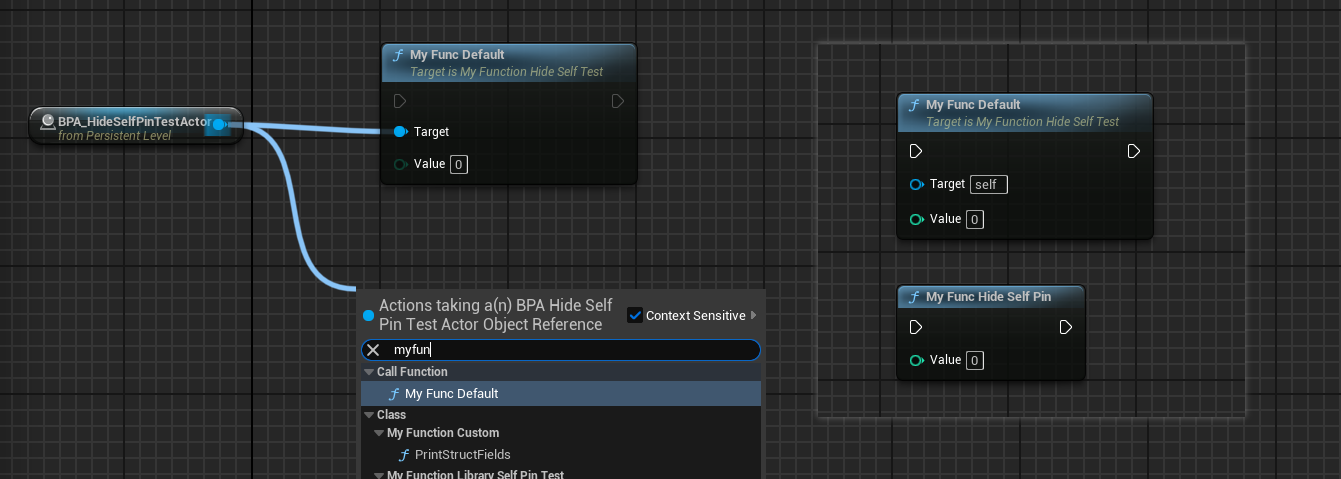 BPA_HideSelfPinTestActor
from Persistent Level
My Func Default
Target is My Function Hide Self Test
Target
Value 0
Actions taking a(n) BPA Hide Self
Pin Test Actor Object Reference
Context Sensitive
myfun
Call Function
My Func Default
Class
My Function Custom
PrintStructFields
My Function Library Self Pin Test
My Func Default
Target is My Function Hide Self Test
Target self
Value 0
My Func Hide Self Pin
Value 0